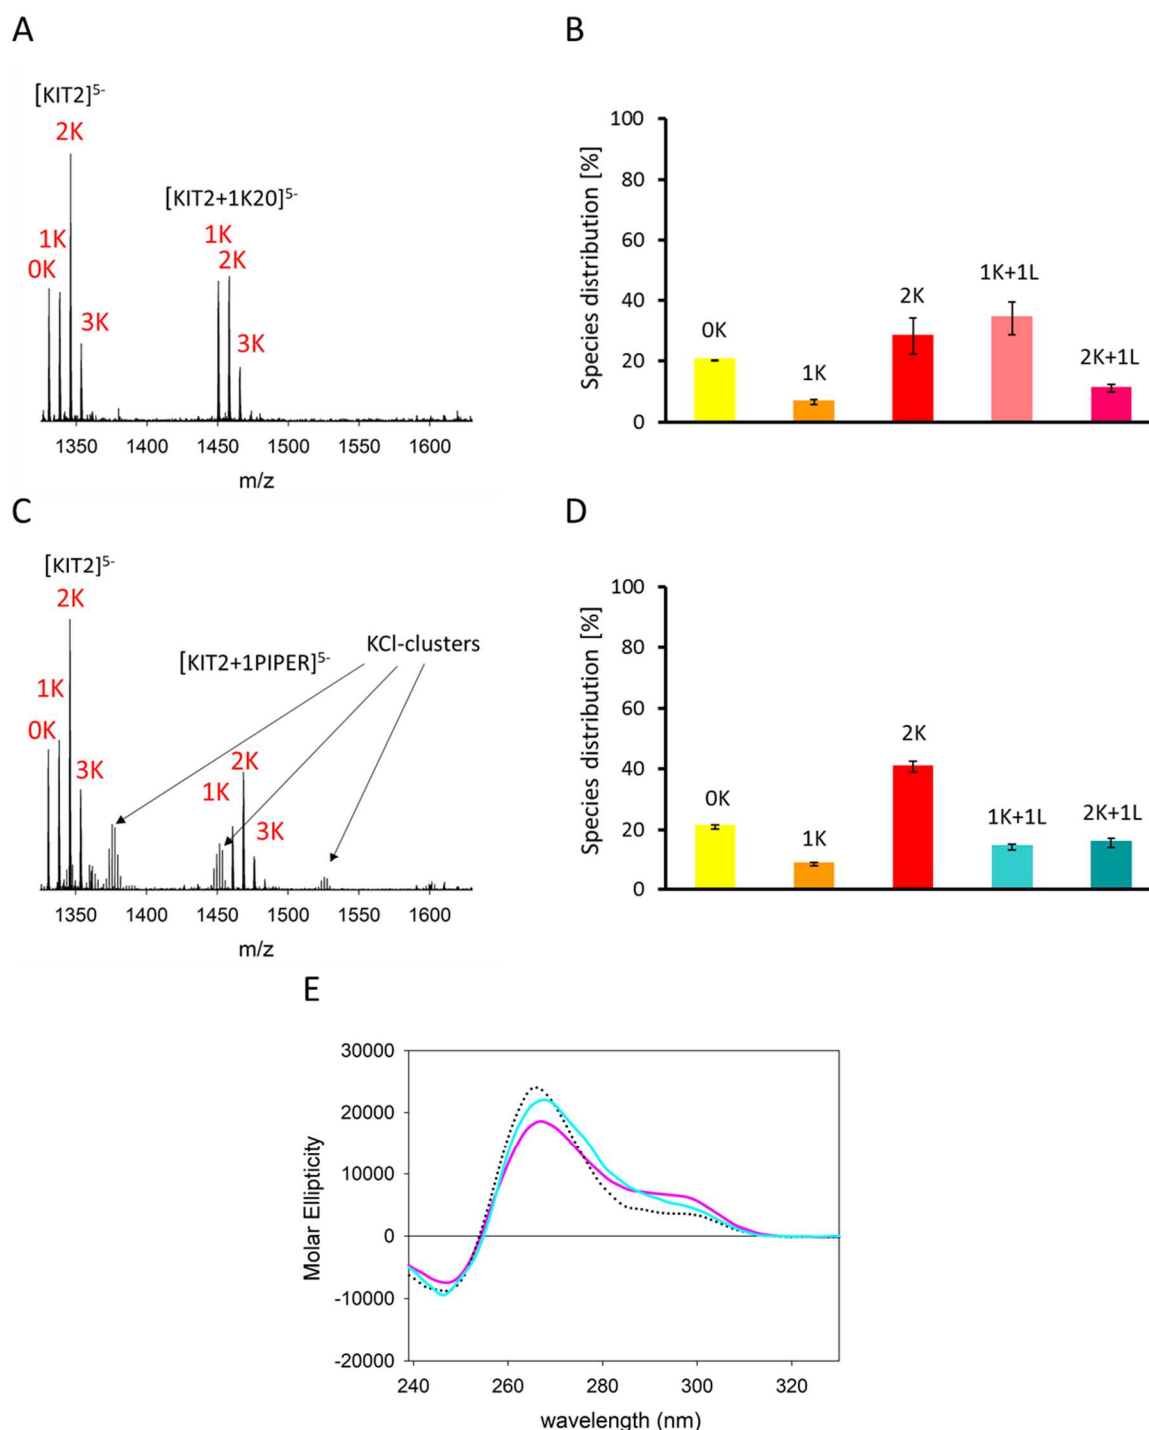 A
[KIT2]5-
2K
1K
0K
3K
[KIT2+1K20]5-
1K
2K
3K
1350 1400 1450 1500 1550 1600
m/z
B
Species distribution [%]
100
80
60
40
20
0
0K
1K
2K
1K+1L
2K+1L
C
[KIT2]5-
2K
1K
0K
3K
[KIT2+1PIPER]5-
KCl-clusters
2K
1K
3K
1350 1400 1450 1500 1550 1600
m/z
D
Species distribution [%]
100
80
60
40
20
0
0K
1K
2K
1K+1L
2K+1L
E
Molar Ellipticity
30000
20000
10000
0
-10000
-20000
240 260 280 300 320
wavelength (nm)